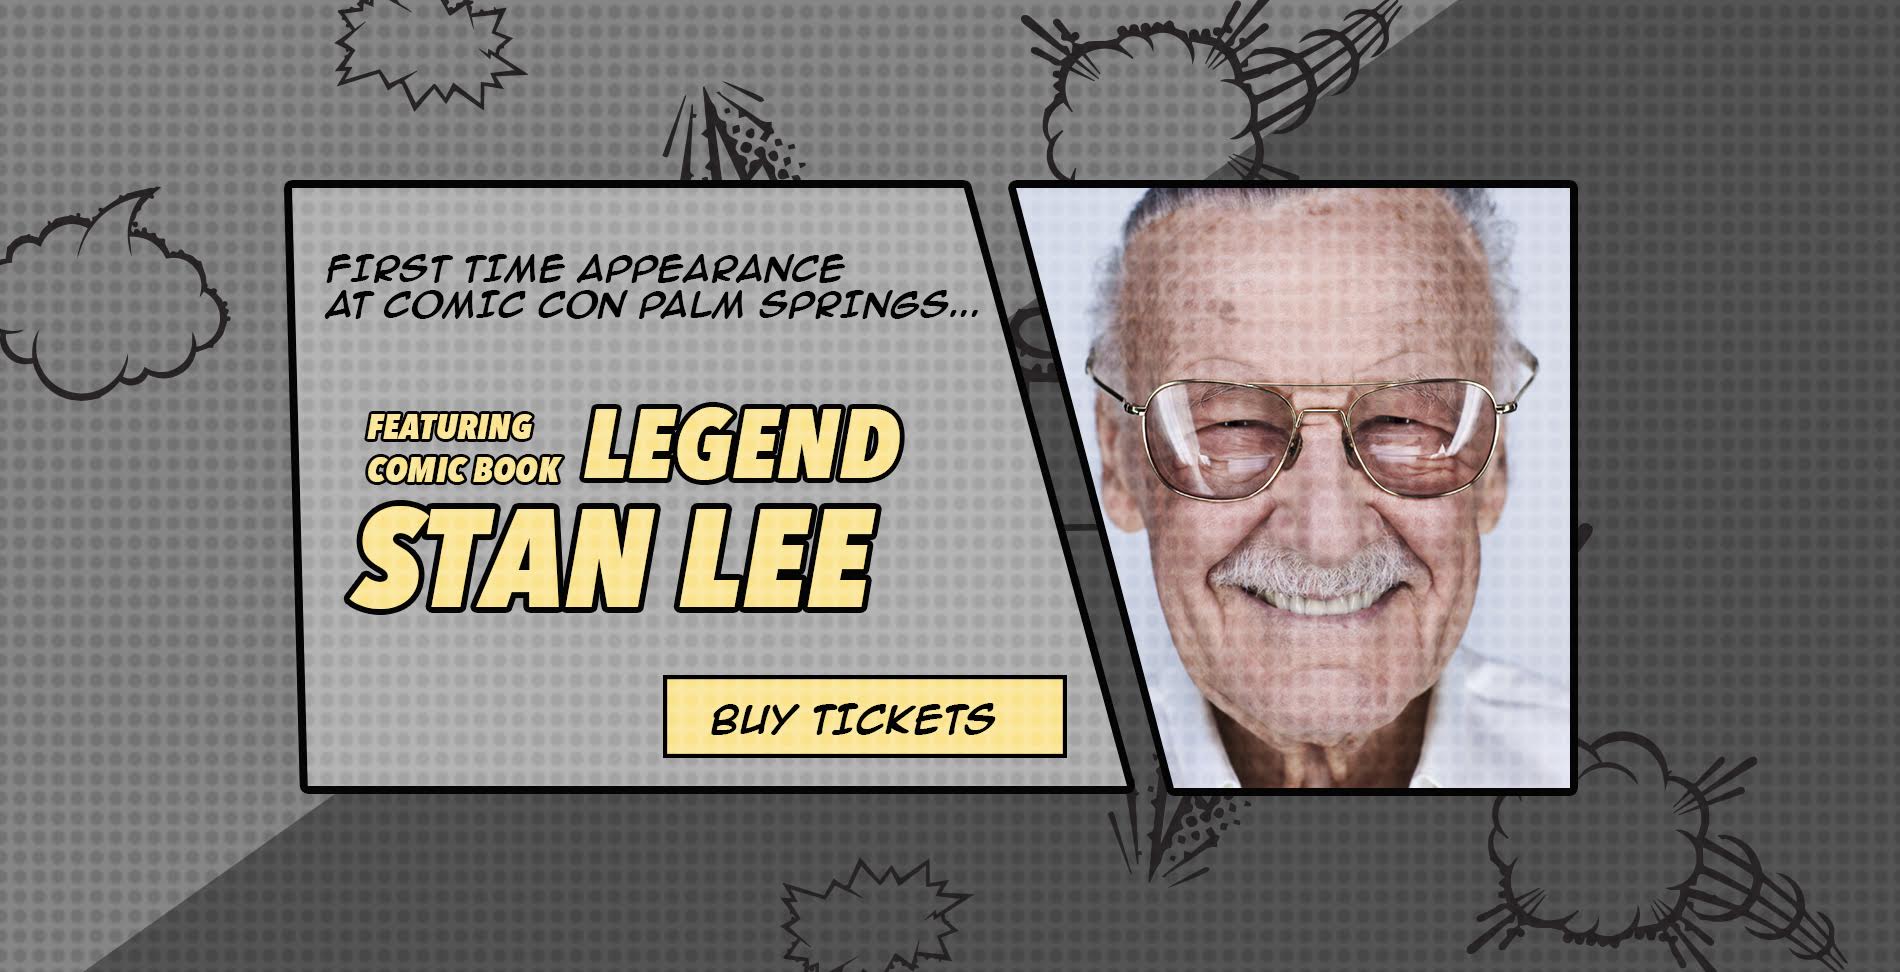 FIRST TIME APPEARANCE
AT COMIC CON PALM SPRINGS...
FEATURING
COMIC BOOK LEGEND
STAN LEE
BUY TICKETS